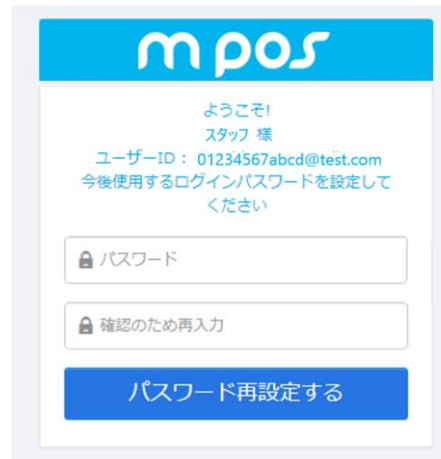 mpos
ようこそ!
スタッフ 様
ユーザーID： 01234567abcd@test.com
今後使用するログインパスワードを設定して
ください
パスワード
確認のため再入力
パスワード再設定する